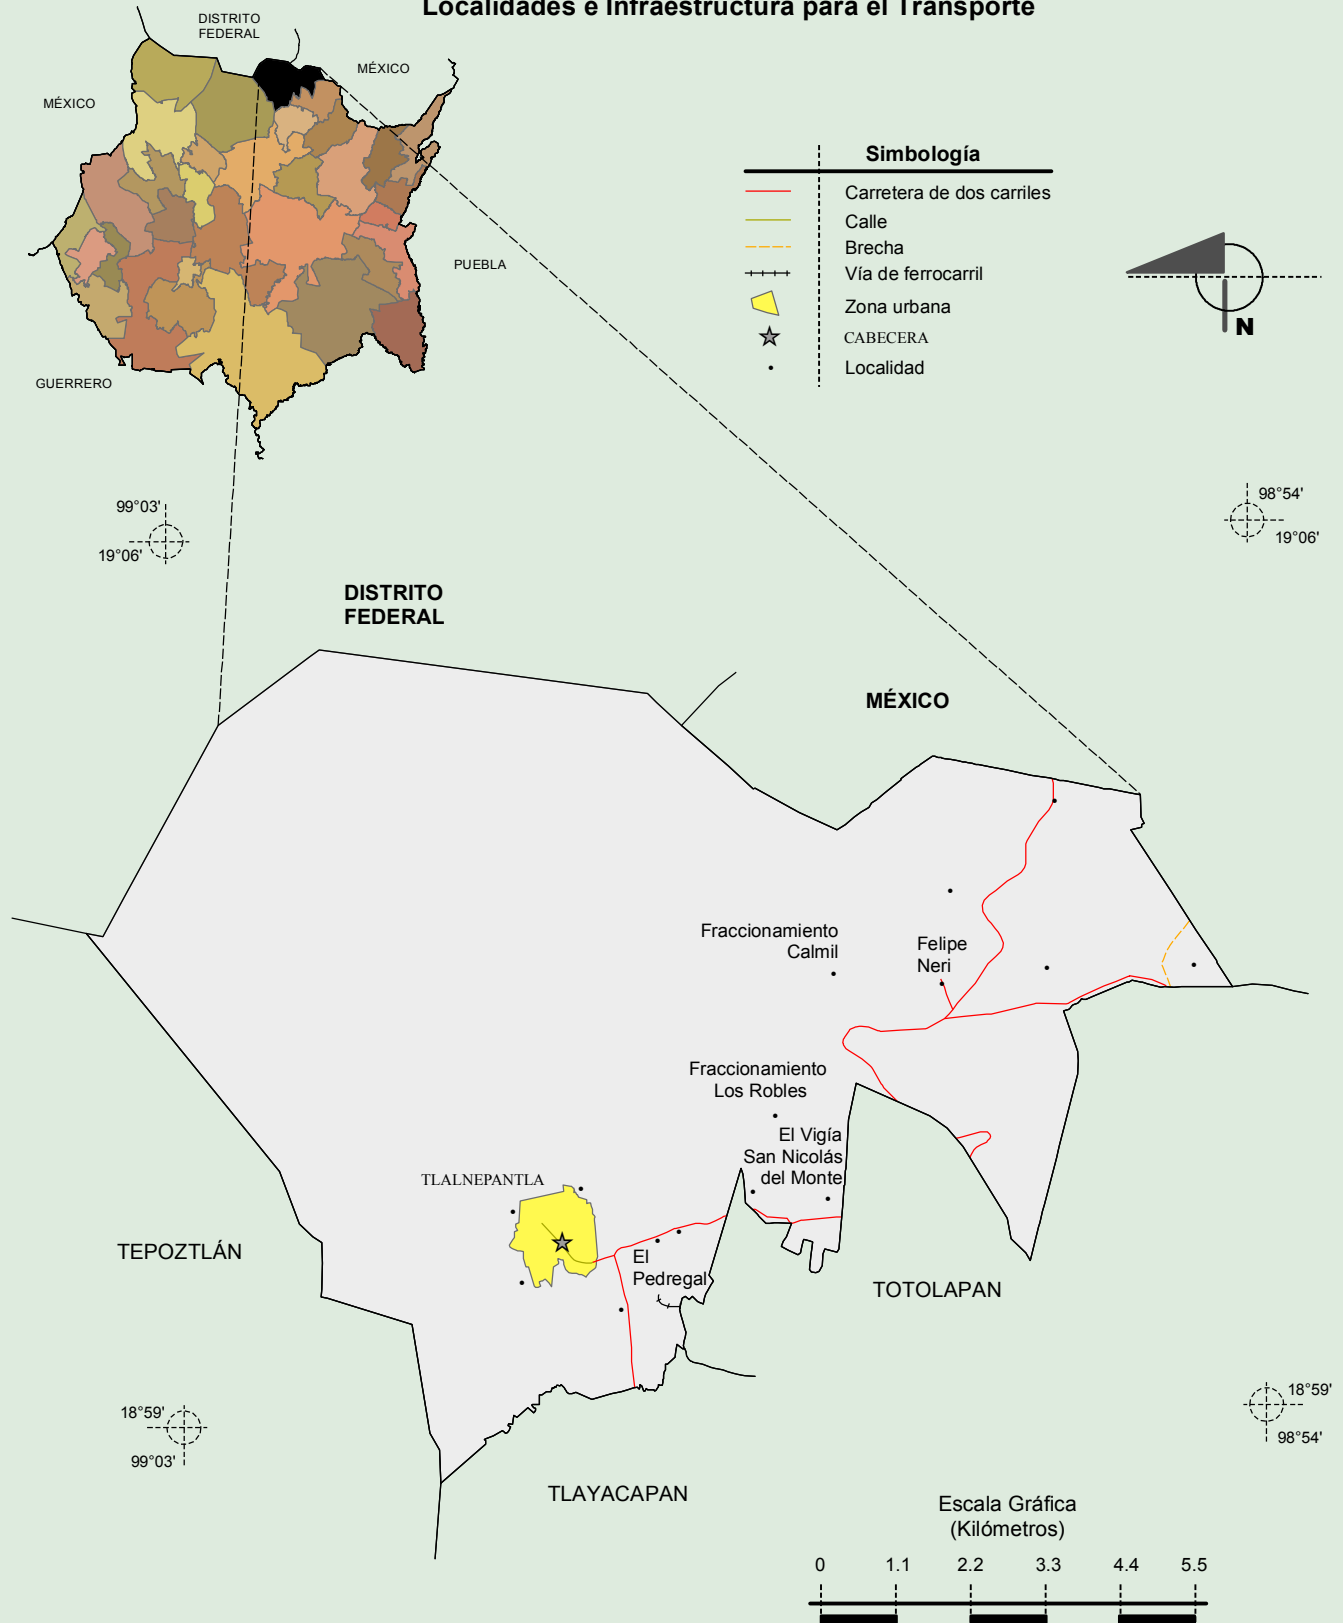 Localidades e Infraestructura para el Transporte
DISTRITO
FEDERAL
MÉXICO
MÉXICO
PUEBLA
GUERRERO
Simbología
Carretera de dos carriles
Calle
Brecha
Vía de ferrocarril
Zona urbana
CABECERA
Localidad
N
99°03'
19°06'
98°54'
19°06'
DISTRITO
FEDERAL
MÉXICO
Fraccionamiento
Calmil
Felipe
Neri
Fraccionamiento
Los Robles
El Vigía
San Nicolás
del Monte
TLALNEPANTLA
El
Pedregal
TEPOZTLÁN
TOTOLAPAN
TLAYACAPAN
18°59'
99°03'
18°59'
98°54'
Escala Gráfica
(Kilómetros)
0 1.1 2.2 3.3 4.4 5.5